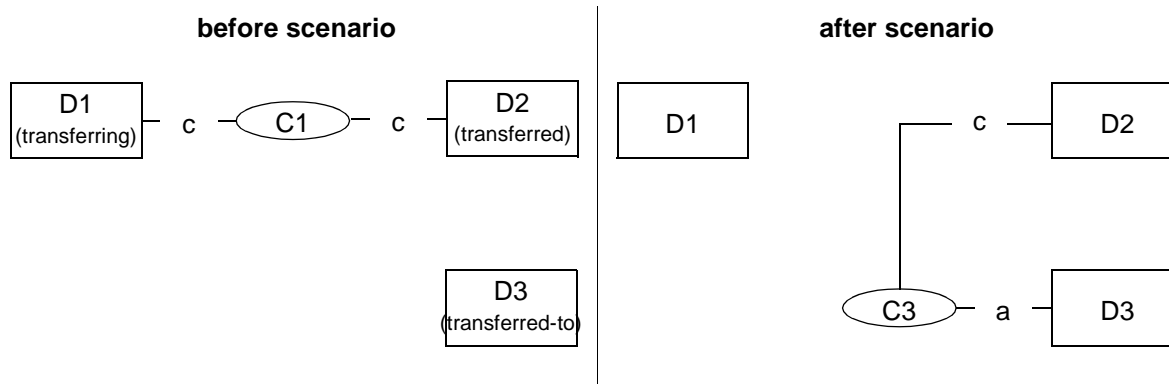 before scenario
D1
(transferring)
c
C1
c
D2
(transferred)
D3
(transferred-to)
after scenario
D1
c
D2
C3
a
D3